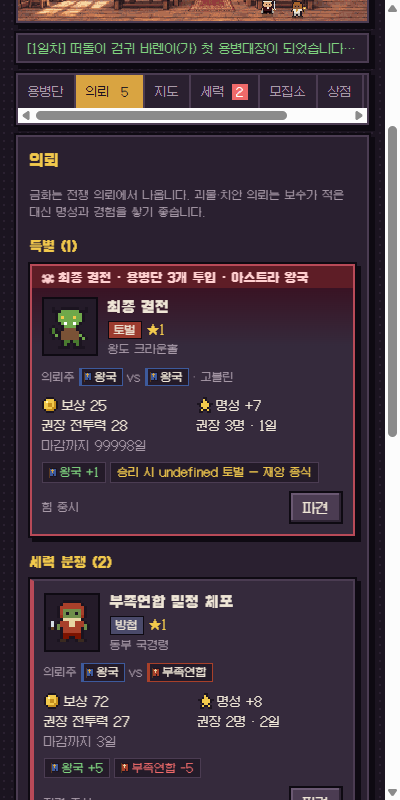 [1일차] 떠돌이 검귀 바렌이(가) 첫 용병대장이 되었습니다…
용병단 의뢰 5 지도 세력 2 모집소 상점
의뢰
금화는 전쟁 의뢰에서 나옵니다. 괴물·치안 의뢰는 보수가 적은
대신 명성과 경험을 쌓기 좋습니다.
특별 (1)
최종 결전 · 용병단 3개 투입 · 아스트라 왕국
최종 결전
토벌 ★1
왕도 크라운홀
의뢰주 왕국 vs 왕국 · 고블린
보상 25 명성 +7
권장 전투력 28 권장 3명 · 1일
마감까지 99998일
왕국 +1 승리 시 undefined 토벌 — 재앙 종식
힘 중시 파견
세력 분쟁 (2)
부족연합 밀정 체포
방첩 ★1
동부 국경령
의뢰주 왕국 vs 부족연합
보상 72 명성 +8
권장 전투력 27 권장 2명 · 2일
마감까지 3일
왕국 +5 부족연합 -5